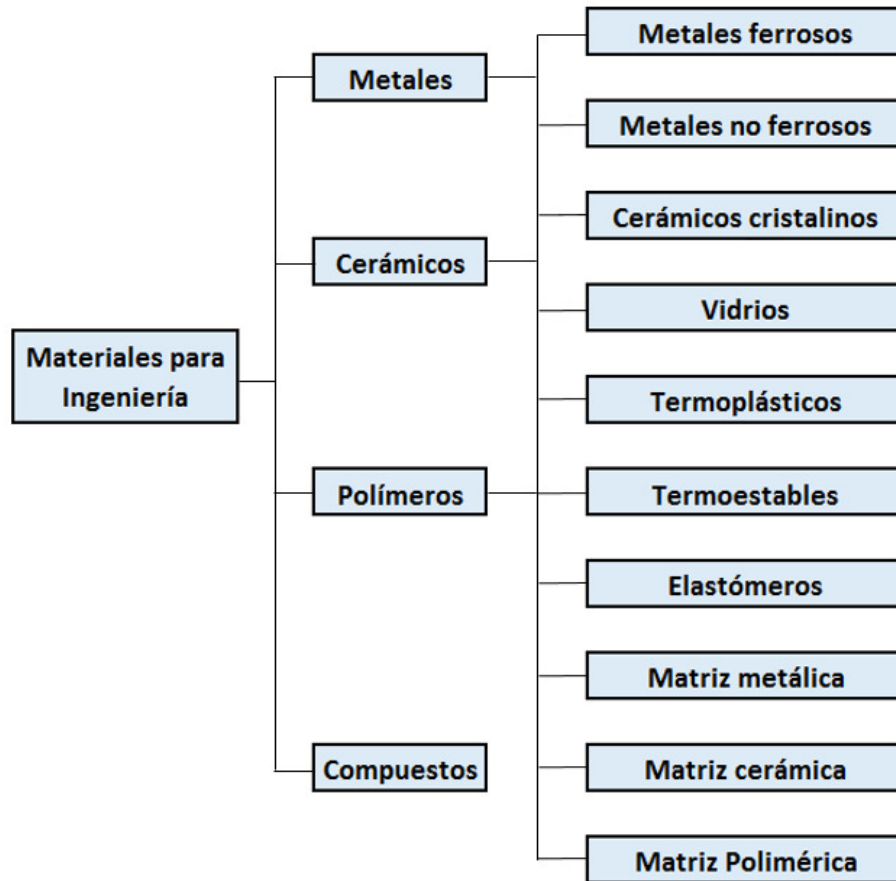 Materiales para
Ingeniería
Metales
Cerámicos
Polímeros
Compuestos
Metales ferrosos
Metales no ferrosos
Cerámicos cristalinos
Vidrios
Termoplásticos
Termoestables
Elastómeros
Matriz metálica
Matriz cerámica
Matriz Polimérica